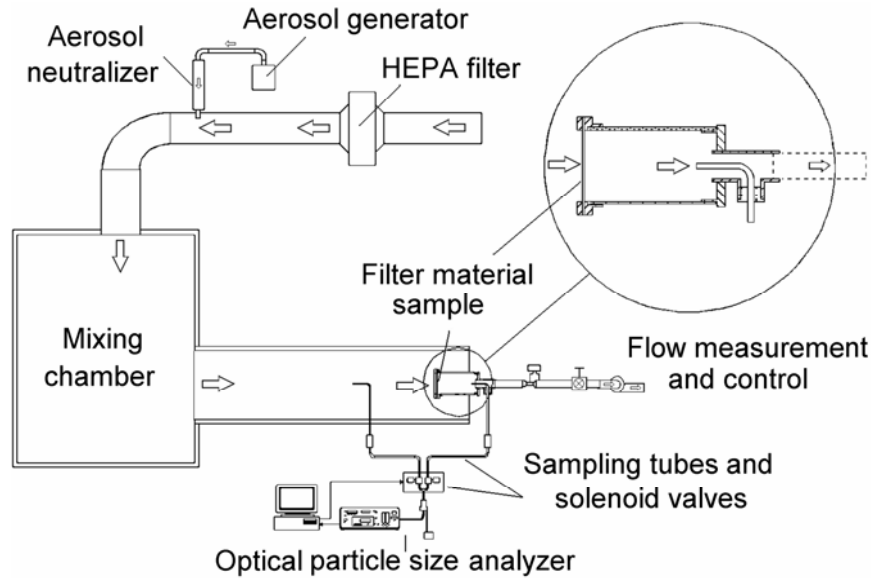 Aerosol generator
Aerosol
neutralizer
HEPA filter
Filter material
sample
Mixing
chamber
Flow measurement
and control
Sampling tubes and
solenoid valves
Optical particle size analyzer